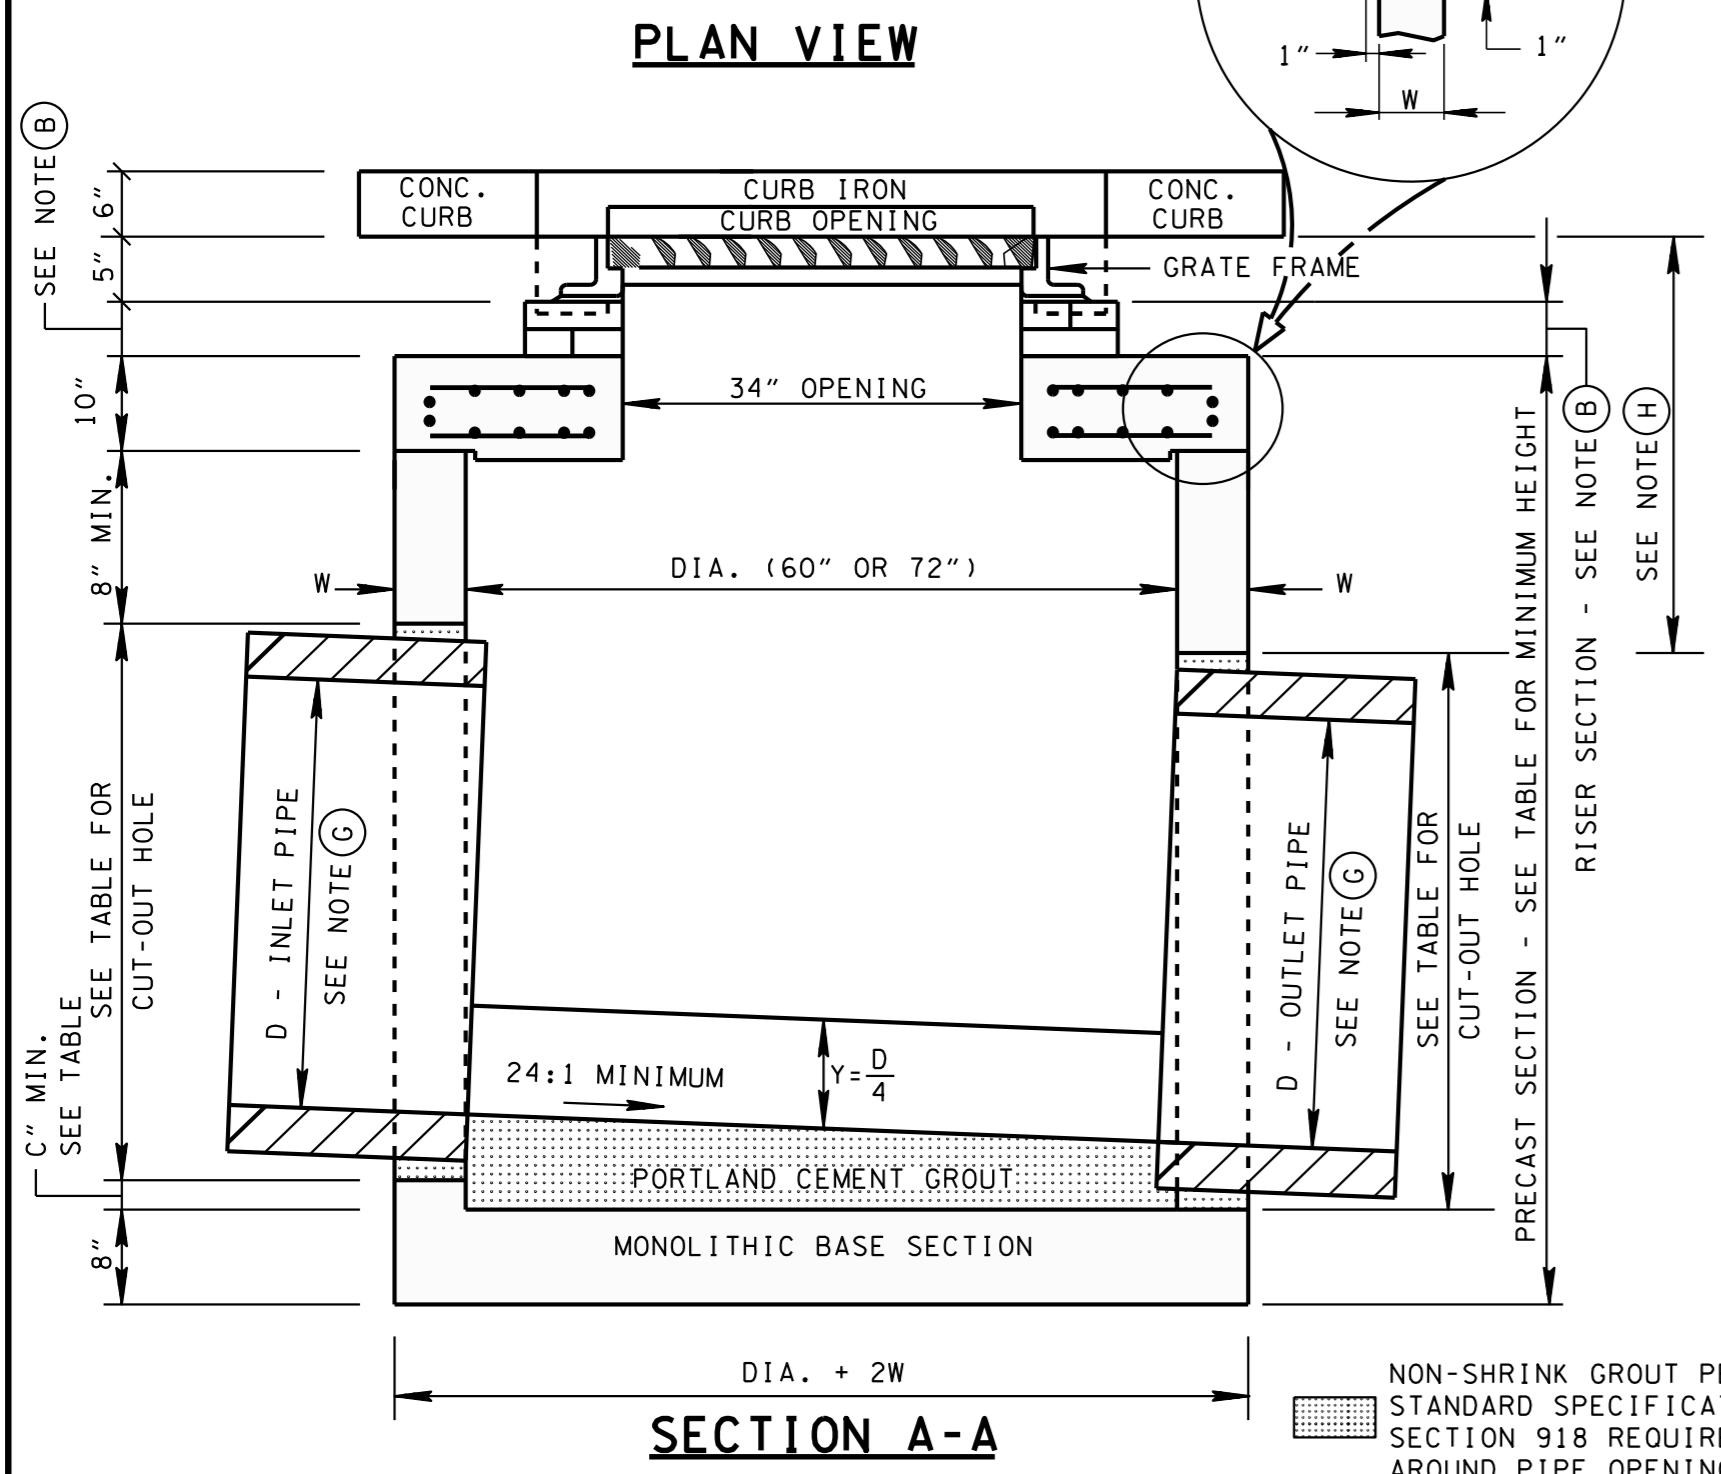 PLAN VIEW
1"
1"
W
SEE NOTE B
6"
5"
10"
8" MIN.
CONC.
CURB
CURB IRON
CURB OPENING
CONC.
CURB
GRATE FRAME
34" OPENING
DIA. (60" OR 72")
W
W
SEE TABLE FOR
CUT-OUT HOLE
C" MIN.
SEE TABLE
8"
D - INLET PIPE
SEE NOTE G
24:1 MINIMUM
Y=D/4
PORTLAND CEMENT GROUT
MONOLITHIC BASE SECTION
D - OUTLET PIPE
SEE NOTE G
SEE TABLE FOR
CUT-OUT HOLE
PRECAST SECTION - SEE TABLE FOR MINIMUM HEIGHT
RISER SECTION - SEE NOTE B
SEE NOTE H
DIA. + 2W
SECTION A-A
NON-SHRINK GROUT
STANDARD
SECTION 918
AROUND PIPE